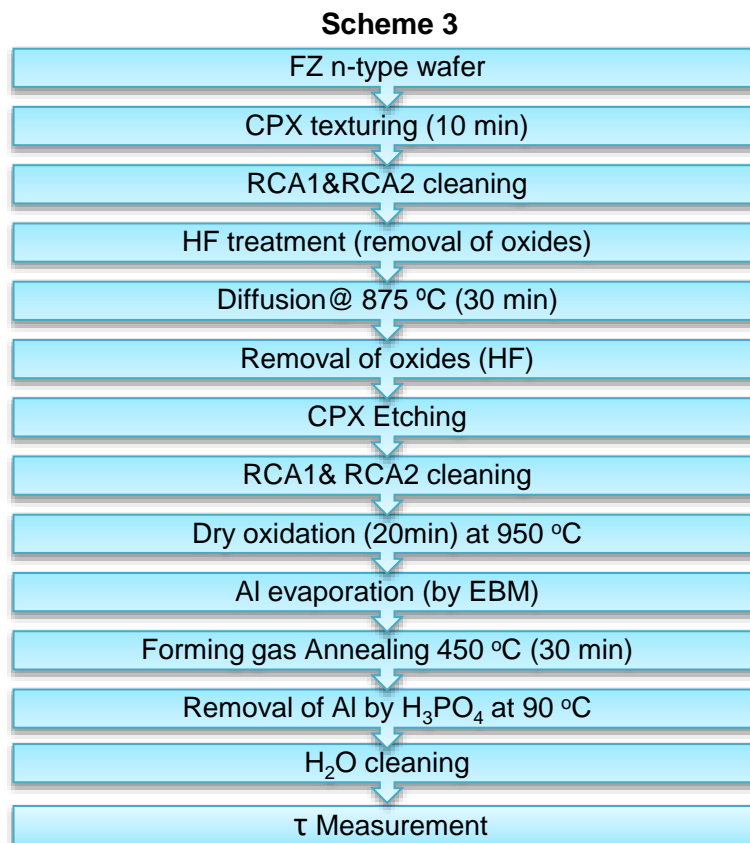 Scheme 3
FZ n-type wafer
CPX texturing (10 min)
RCA1&RCA2 cleaning
HF treatment (removal of oxides)
Diffusion@ 875 ⁰C (30 min)
Removal of oxides (HF)
CPX Etching
RCA1& RCA2 cleaning
Dry oxidation (20min) at 950 ᵒC
Al evaporation (by EBM)
Forming gas Annealing 450 ᵒC (30 min)
Removal of Al by H₃PO₄ at 90 ᵒC
H₂O cleaning
τ Measurement